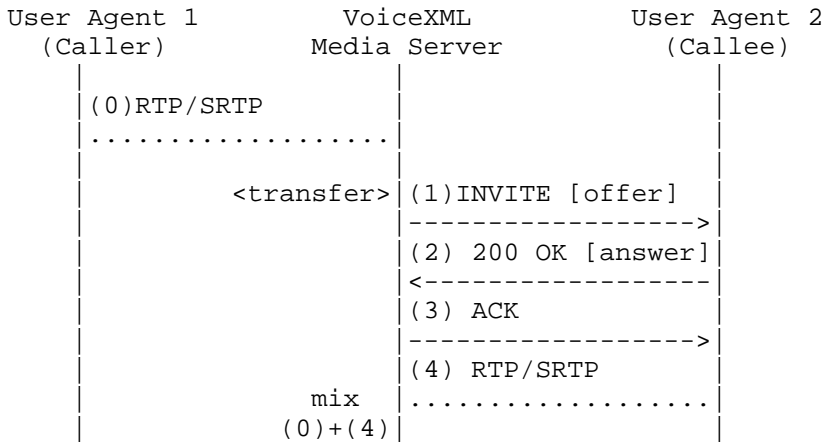 User Agent 1 VoiceXML User Agent 2
(Caller) Media Server (Callee)
(0)RTP/SRTP
<transfer> (1)INVITE [offer]
(2) 200 OK [answer]
(3) ACK
(4) RTP/SRTP
mix
(0)+(4)